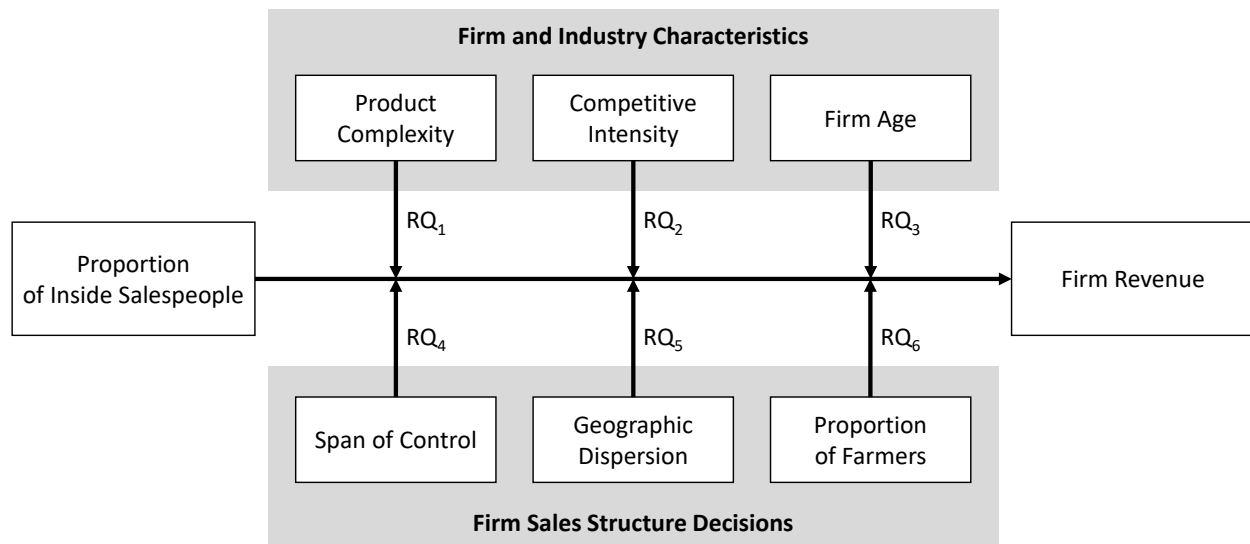 Firm and Industry Characteristics
Product
Complexity
Competitive
Intensity
Firm Age
RQ₁
RQ₂
RQ₃
Proportion
of Inside Salespeople
Firm Revenue
RQ₄
RQ₅
RQ₆
Span of Control
Geographic
Dispersion
Proportion
of Farmers
Firm Sales Structure Decisions